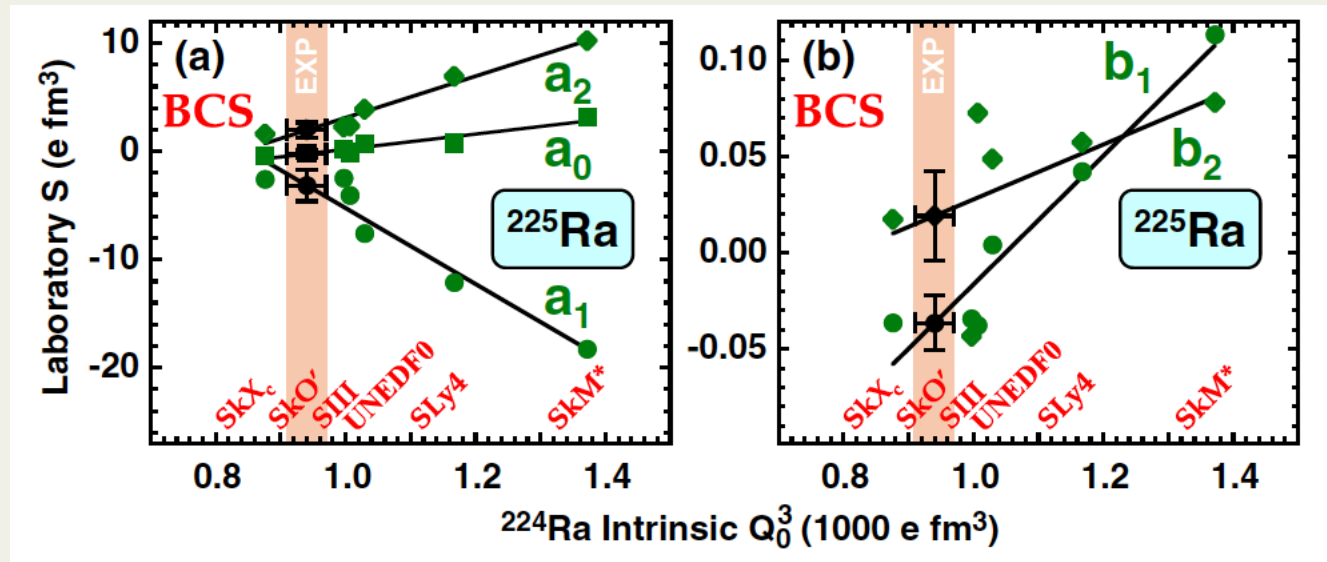 Laboratory S (e fm³)
10
0
-10
-20
(a)
BCS
EXP
a₂
a₀
²²⁵Ra
a₁
SkXc
SkO′
SIII
UNEDF0
SLy4
SkM*
0.8 1.0 1.2 1.4
0.10
0.05
0.00
-0.05
(b)
BCS
EXP
b₁
b₂
²²⁵Ra
SkXc
SkO′
SIII
UNEDF0
SLy4
SkM*
0.8 1.0 1.2 1.4
²²⁴Ra Intrinsic Q₀³ (1000 e fm³)